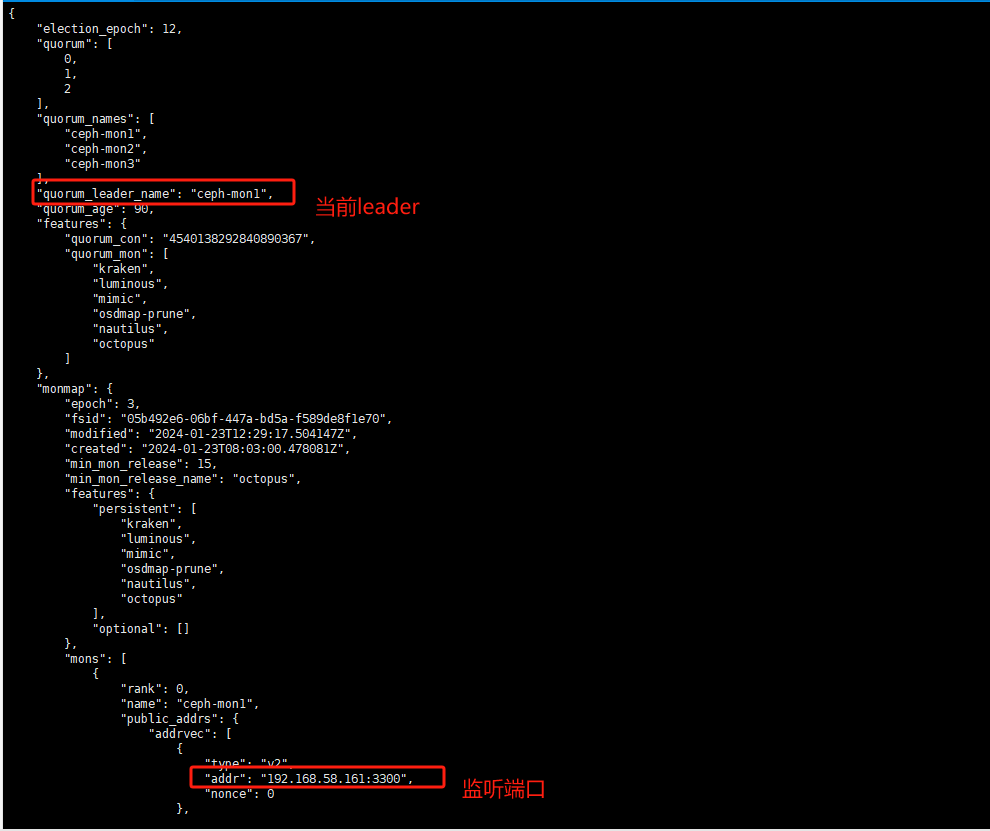 {
"election_epoch": 12,
"quorum": [
0,
1,
2
],
"quorum_names": [
"ceph-mon1",
"ceph-mon2",
"ceph-mon3"
],
"quorum_leader_name": "ceph-mon1", 当前leader
"quorum_age": 90,
"features": {
"quorum_con": "4540138292840890367",
"quorum_mon": [
"kraken",
"luminous",
"mimic",
"osdmap-prune",
"nautilus",
"octopus"
]
},
"monmap": {
"epoch": 3,
"fsid": "05b492e6-06bf-447a-bd5a-f589de8f1e70",
"modified": "2024-01-23T12:29:17.504147Z",
"created": "2024-01-23T08:03:00.478081Z",
"min_mon_release": 15,
"min_mon_release_name": "octopus",
"features": {
"persistent": [
"kraken",
"luminous",
"mimic",
"osdmap-prune",
"nautilus",
"octopus"
],
"optional": []
},
"mons": [
{
"rank": 0,
"name": "ceph-mon1",
"public_addrs": {
"addrvec": [
{
"type": "v2",
"addr": "192.168.58.161:3300", 监听端口
"nonce": 0
},